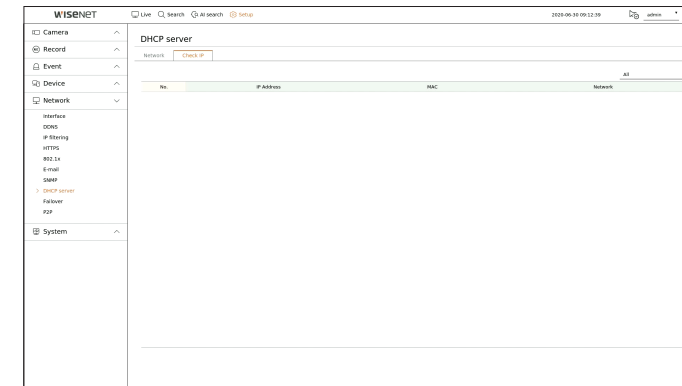 WISENET
Live Search AI search Setup
2020-06-30 09:12:39 admin
Camera
Record
Event
Device
Network
Interface
DDNS
IP filtering
HTTPS
802.1x
E-mail
SNMP
DHCP server
Failover
P2P
System
DHCP server
Network Check IP
All
No. IP Address MAC Network